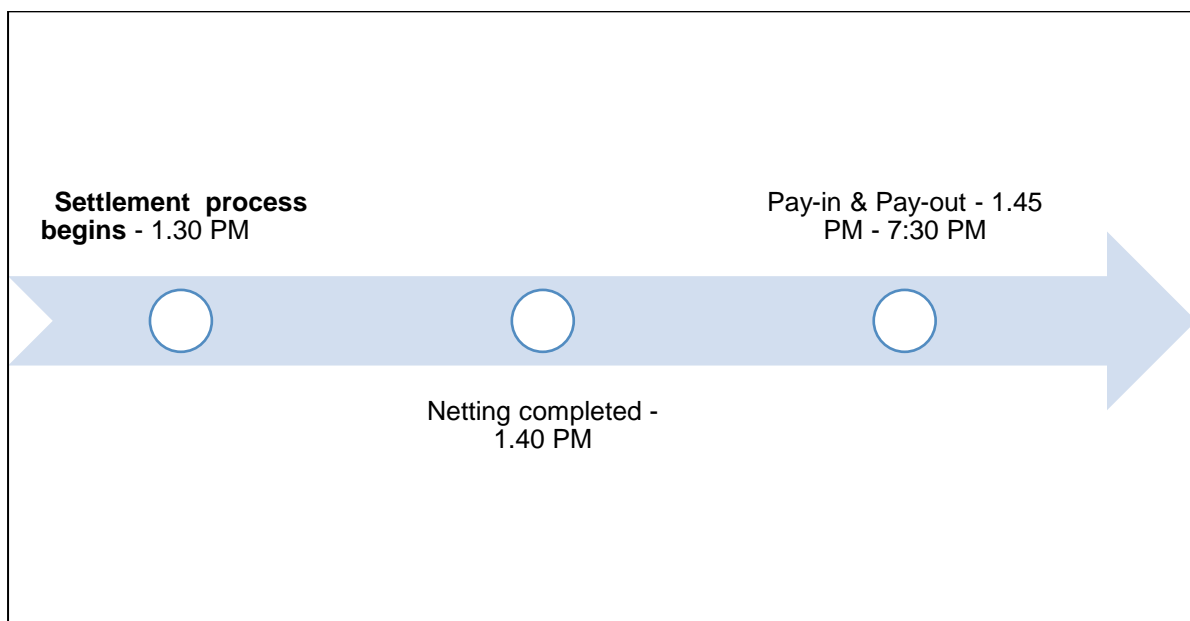 Settlement process
begins - 1.30 PM
Netting completed -
1.40 PM
Pay-in & Pay-out - 1.45
PM - 7:30 PM